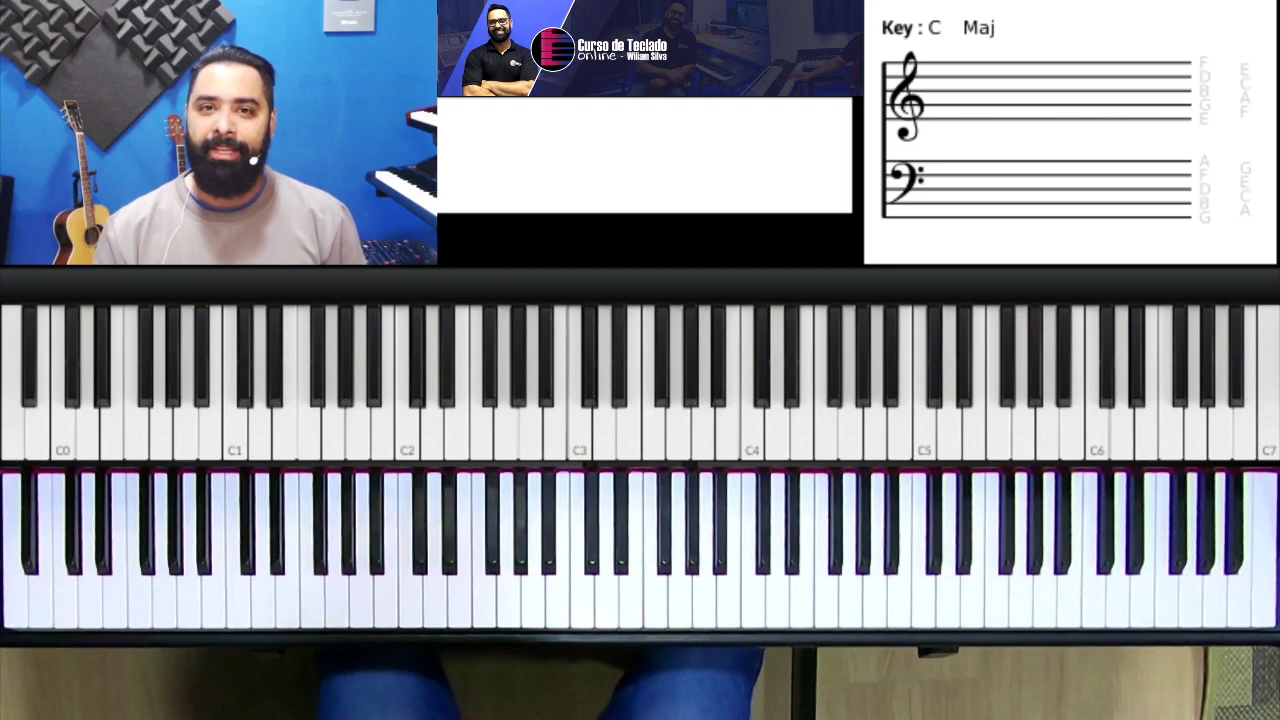 Curso de Teclado
online - Wiliam Silva
Key : C Maj
F
D
B
G
E
E
C
A
F
A
F
D
B
G
G
E
C
A
C0 C1 C2 C3 C4 C5 C6 C7